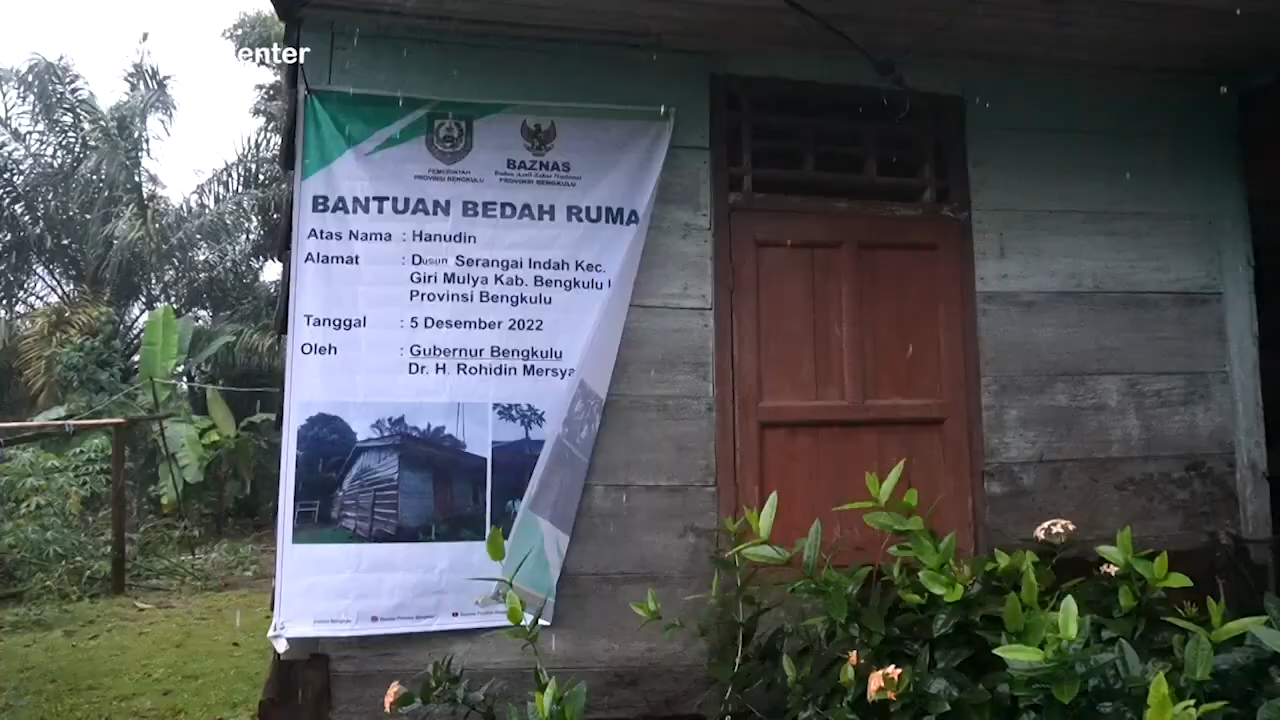 enter
PEMERINTAH
PROVINSI BENGKULU
BAZNAS
Badan Amil Zakat Nasional
PROVINSI BENGKULU
BANTUAN BEDAH RUMA
Atas Nama : Hanudin
Alamat : Dusun Serangai Indah Kec.
Giri Mulya Kab. Bengkulu
Provinsi Bengkulu
Tanggal : 5 Desember 2022
Oleh : Gubernur Bengkulu
Dr. H. Rohidin Mersya